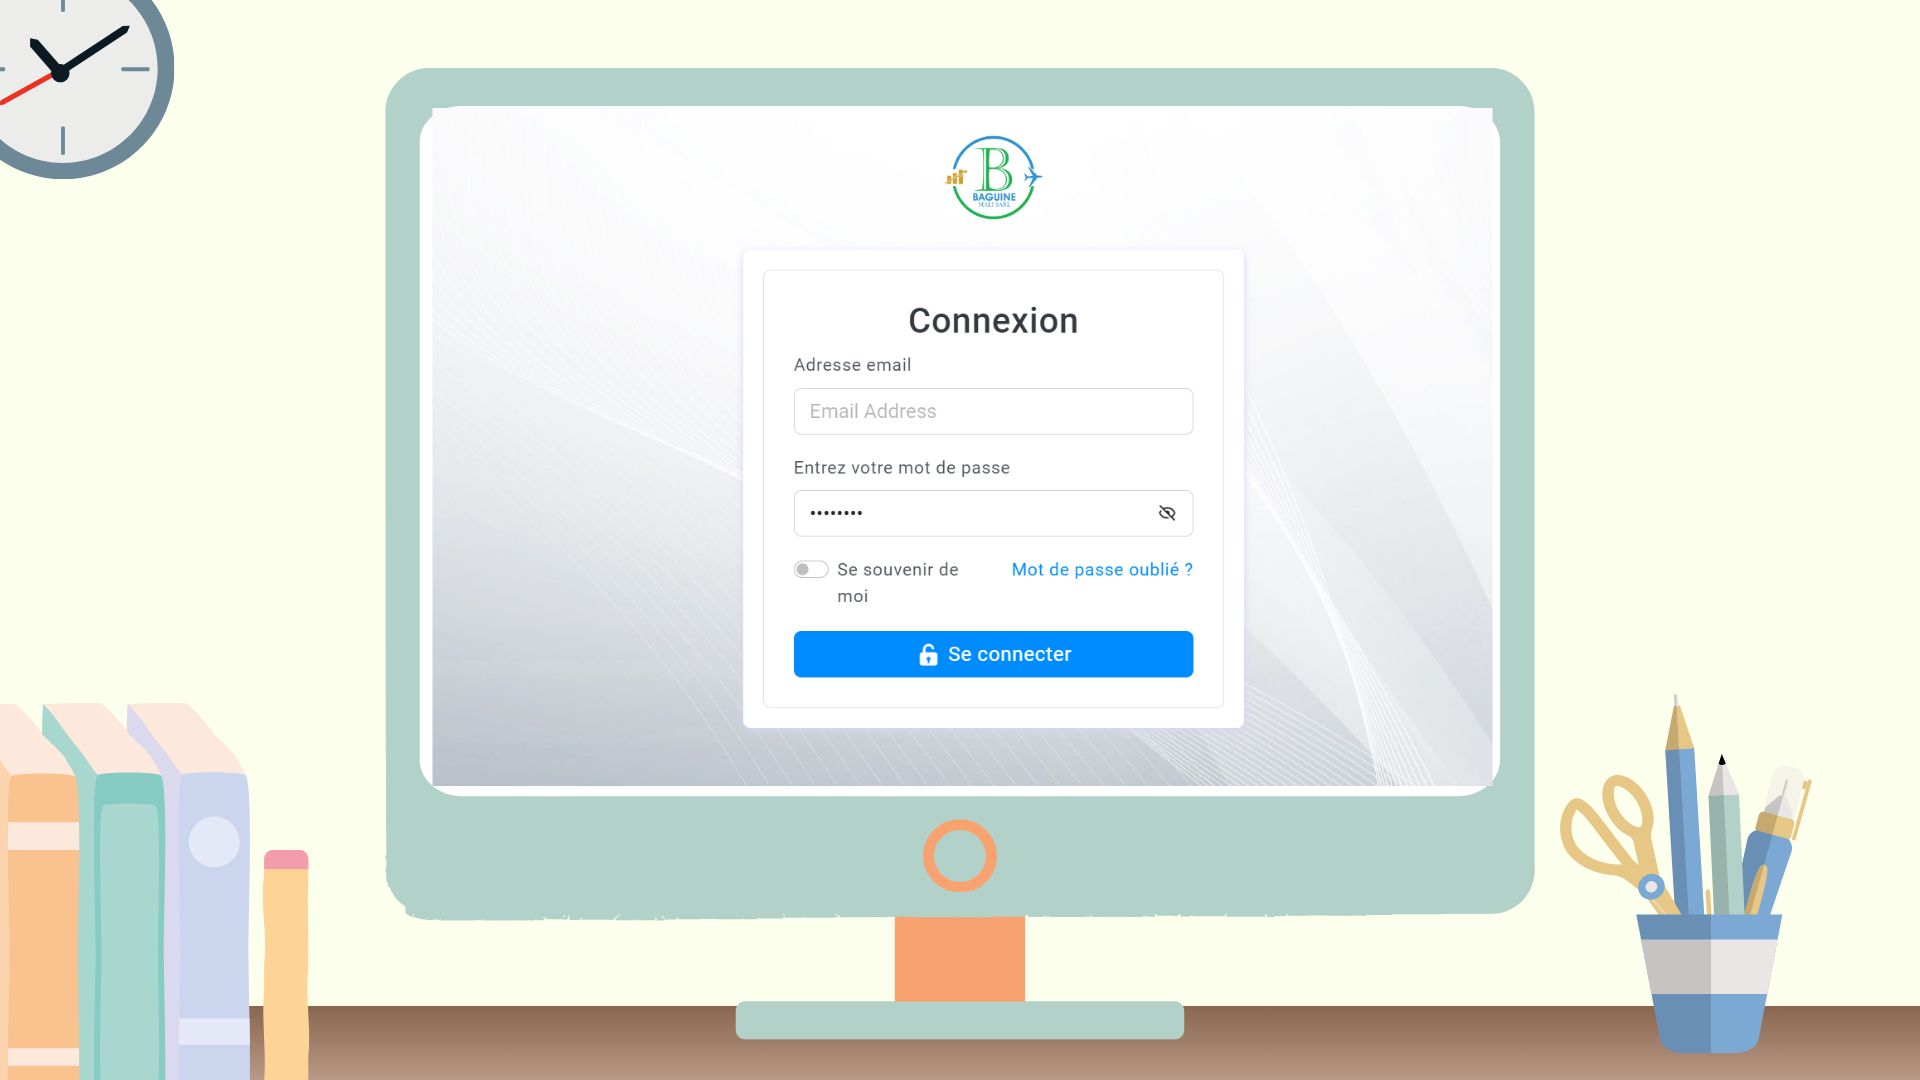 B
BAGUINE
MALI SARL
Connexion
Adresse email
Email Address
Entrez votre mot de passe
••••••••
Se souvenir de
moi
Mot de passe oublié ?
Se connecter